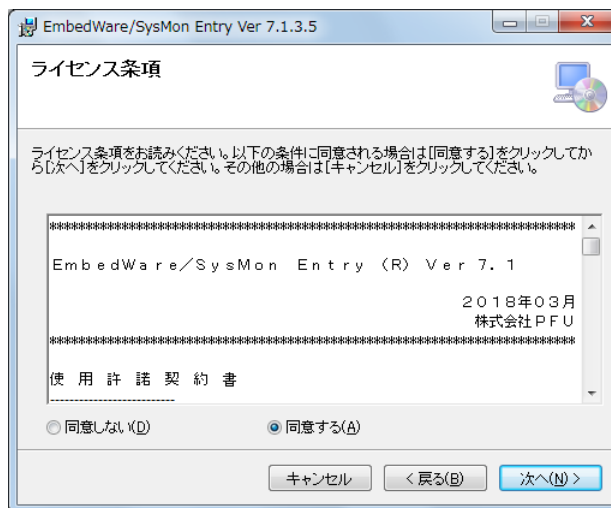 EmbedWare/SysMon Entry Ver 7.1.3.5
ライセンス条項
ライセンス条項をお読みください。以下の条件に同意される場合は[同意する]をクリックしてか
ら[次へ]をクリックしてください。その他の場合は[キャンセル]をクリックしてください。
******************************************************************************
ＥｍｂｅｄＷａｒｅ／ＳｙｓＭｏｎ　Ｅｎｔｒｙ　（Ｒ）　Ｖｅｒ　７．１
２０１８年０３月
株式会社ＰＦＵ
******************************************************************************
使　用　許　諾　契　約　書
----------------------------
同意しない(D)
同意する(A)
キャンセル
< 戻る(B)
次へ(N) >